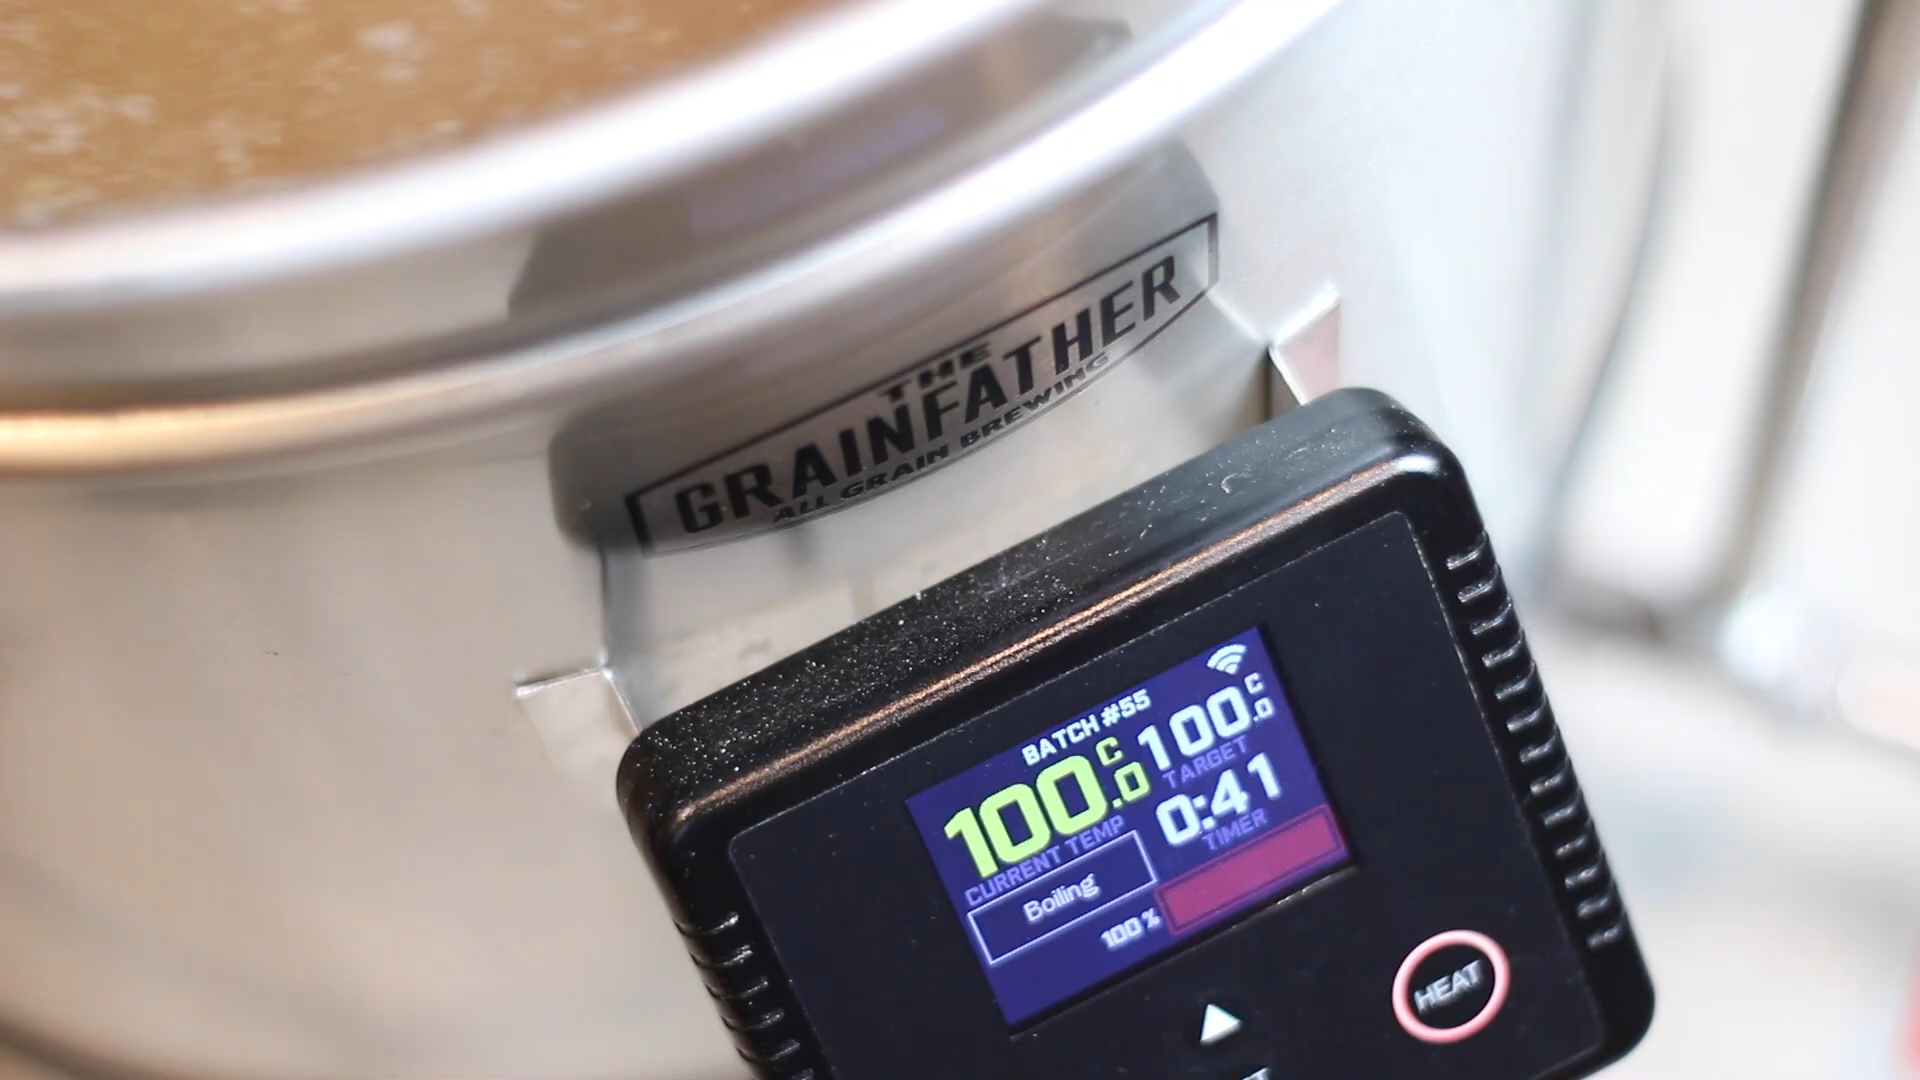 THE
GRAINFATHER
ALL GRAIN BREWING
BATCH #55
100.0 C
CURRENT TEMP
100.0 C
TARGET
0:41
TIMER
Boiling
100 %
HEAT